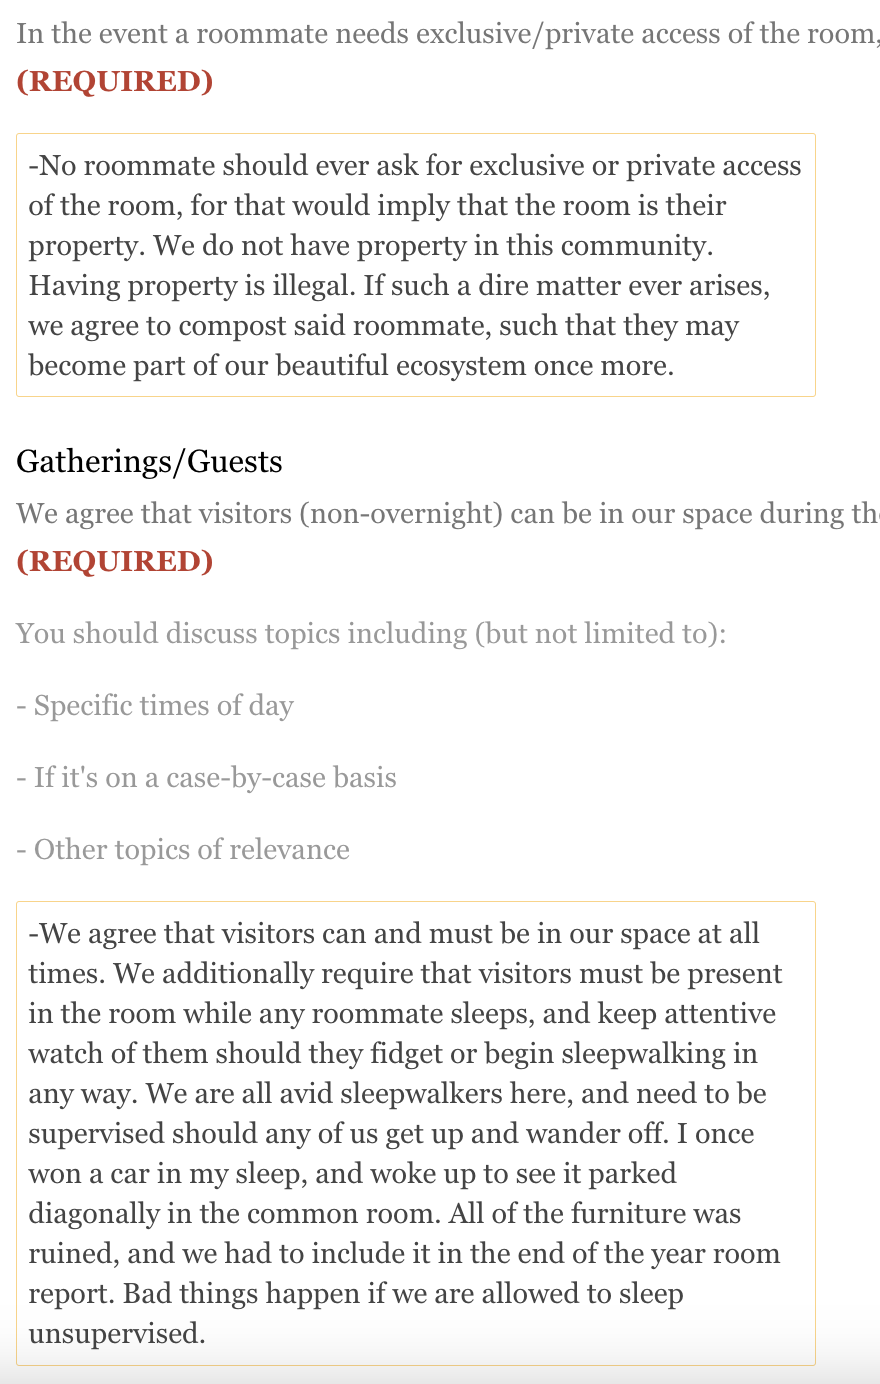 In the event a roommate needs exclusive/private access of the room,
(REQUIRED)
-No roommate should ever ask for exclusive or private access
of the room, for that would imply that the room is their
property. We do not have property in this community.
Having property is illegal. If such a dire matter ever arises,
we agree to compost said roommate, such that they may
become part of our beautiful ecosystem once more.
Gatherings/Guests
We agree that visitors (non-overnight) can be in our space during
(REQUIRED)
You should discuss topics including (but not limited to):
- Specific times of day
- If it's on a case-by-case basis
- Other topics of relevance
-We agree that visitors can and must be in our space at all
times. We additionally require that visitors must be present
in the room while any roommate sleeps, and keep attentive
watch of them should they fidget or begin sleepwalking in
any way. We are all avid sleepwalkers here, and need to be
supervised should any of us get up and wander off. I once
won a car in my sleep, and woke up to see it parked
diagonally in the common room. All of the furniture was
ruined, and we had to include it in the end of the year room
report. Bad things happen if we are allowed to sleep
unsupervised.